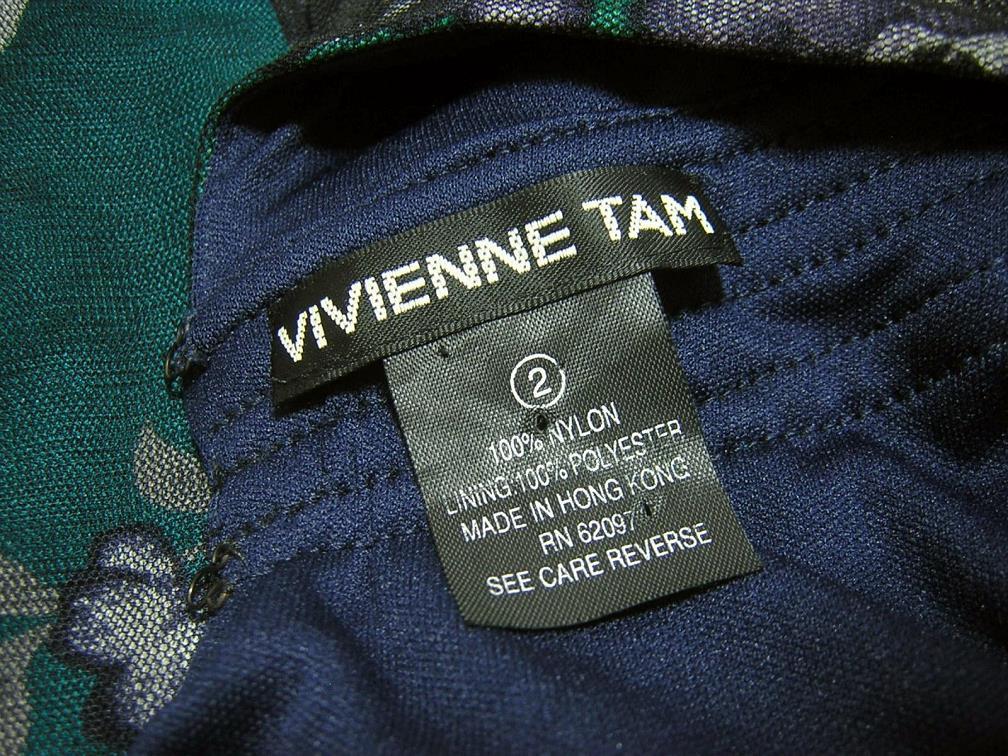 VIVIENNE TAM
2
100% NYLON
LINING: 100% POLYESTER
MADE IN HONG KONG
RN 62097
SEE CARE REVERSE